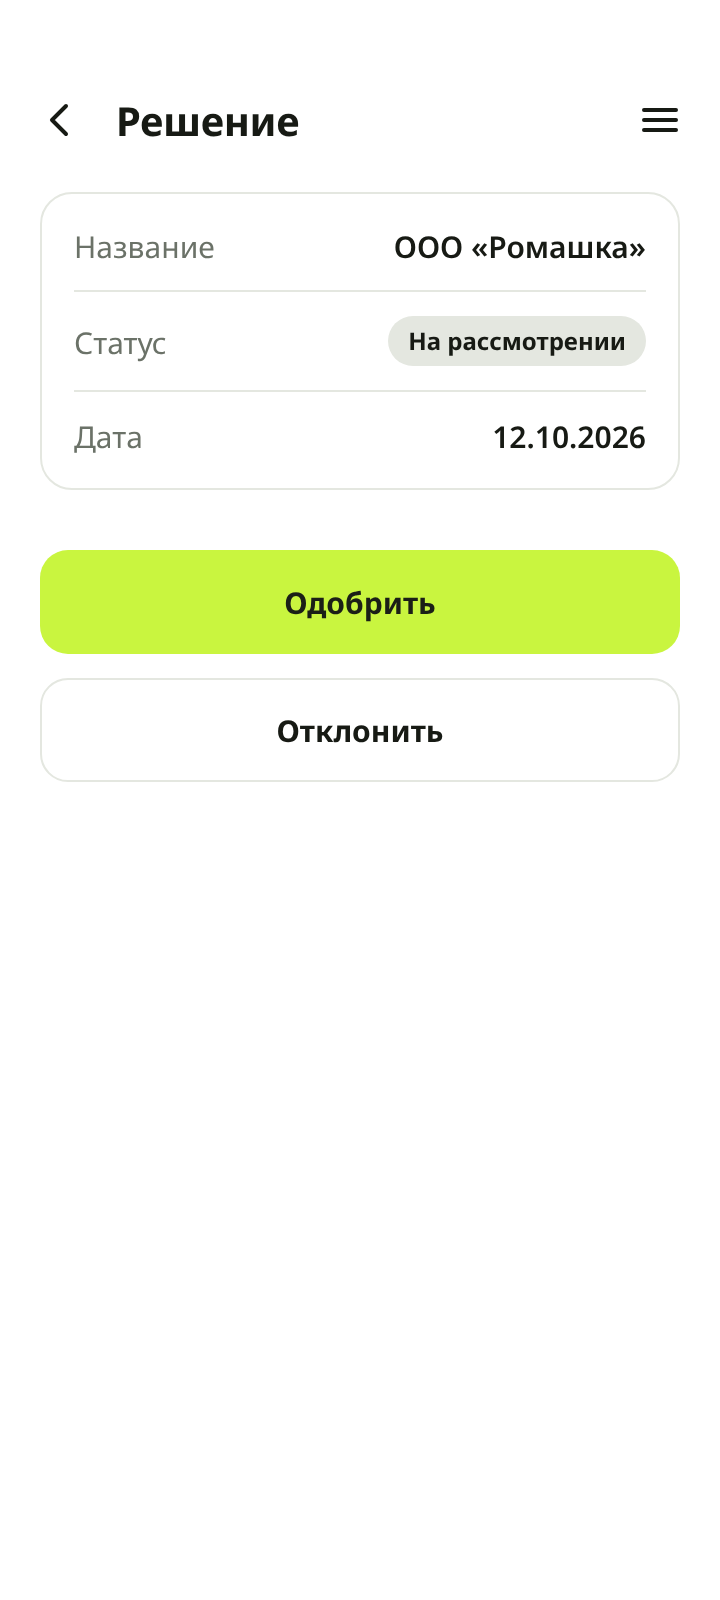 Решение
Название ООО «Ромашка»
Статус На рассмотрении
Дата 12.10.2026
Одобрить
Отклонить